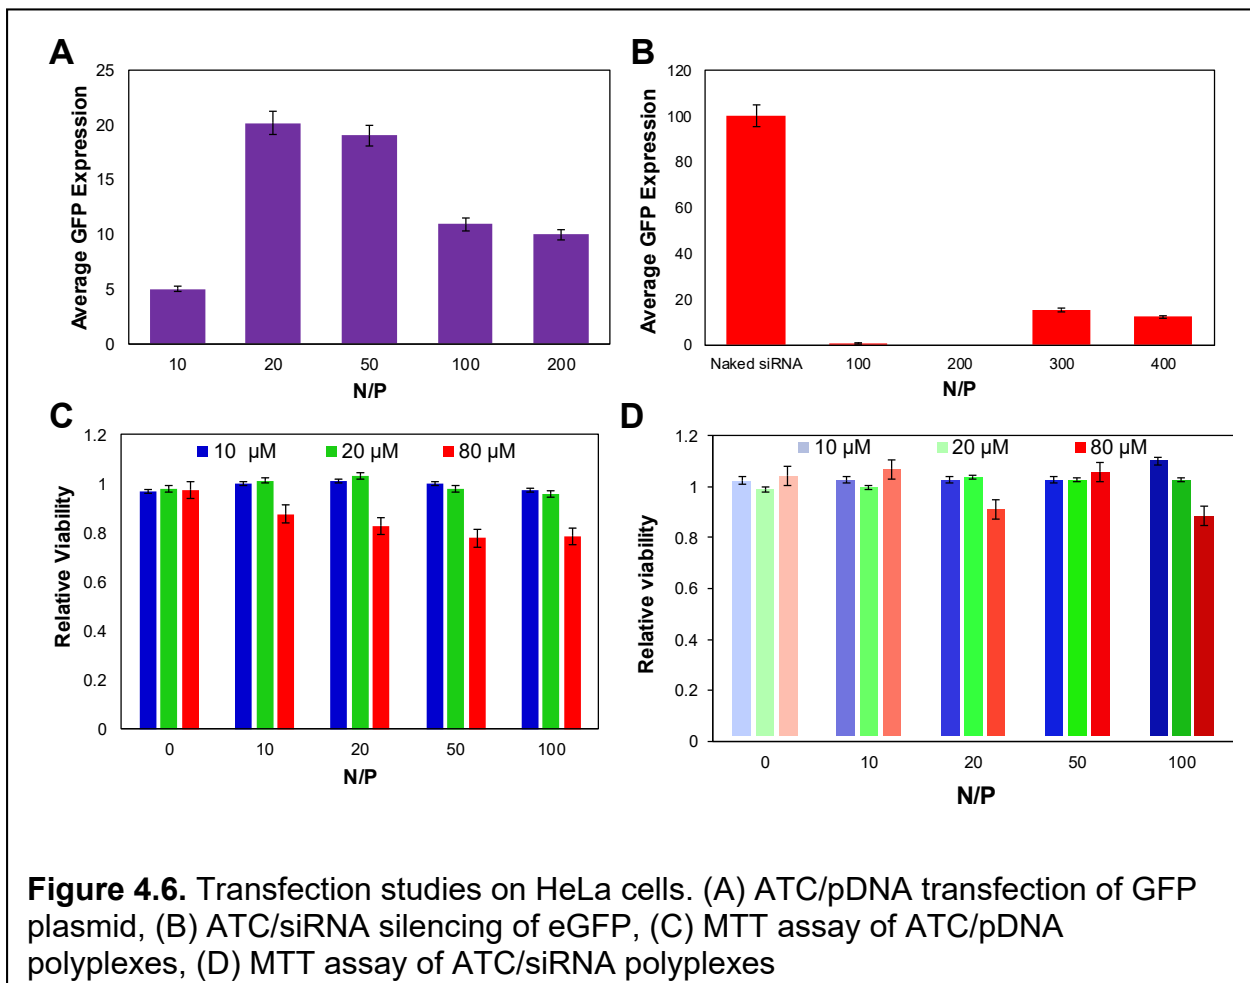 A
Average GFP Expression
25
20
15
10
5
0
10 20 50 100 200
N/P
B
Average GFP Expression
120
100
80
60
40
20
0
Naked siRNA 100 200 300 400
N/P
C
Relative Viability
1.2
1
0.8
0.6
0.4
0.2
0
10 µM 20 µM 80 µM
0 10 20 50 100
N/P
D
Relative viability
1.2
1
0.8
0.6
0.4
0.2
0
10 µM 20 µM 80 µM
0 10 20 50 100
N/P
Figure 4.6. Transfection studies on HeLa cells. (A) ATC/pDNA transfection of GFP
plasmid, (B) ATC/siRNA silencing of eGFP, (C) MTT assay of ATC/pDNA
polyplexes, (D) MTT assay of ATC/siRNA polyplexes